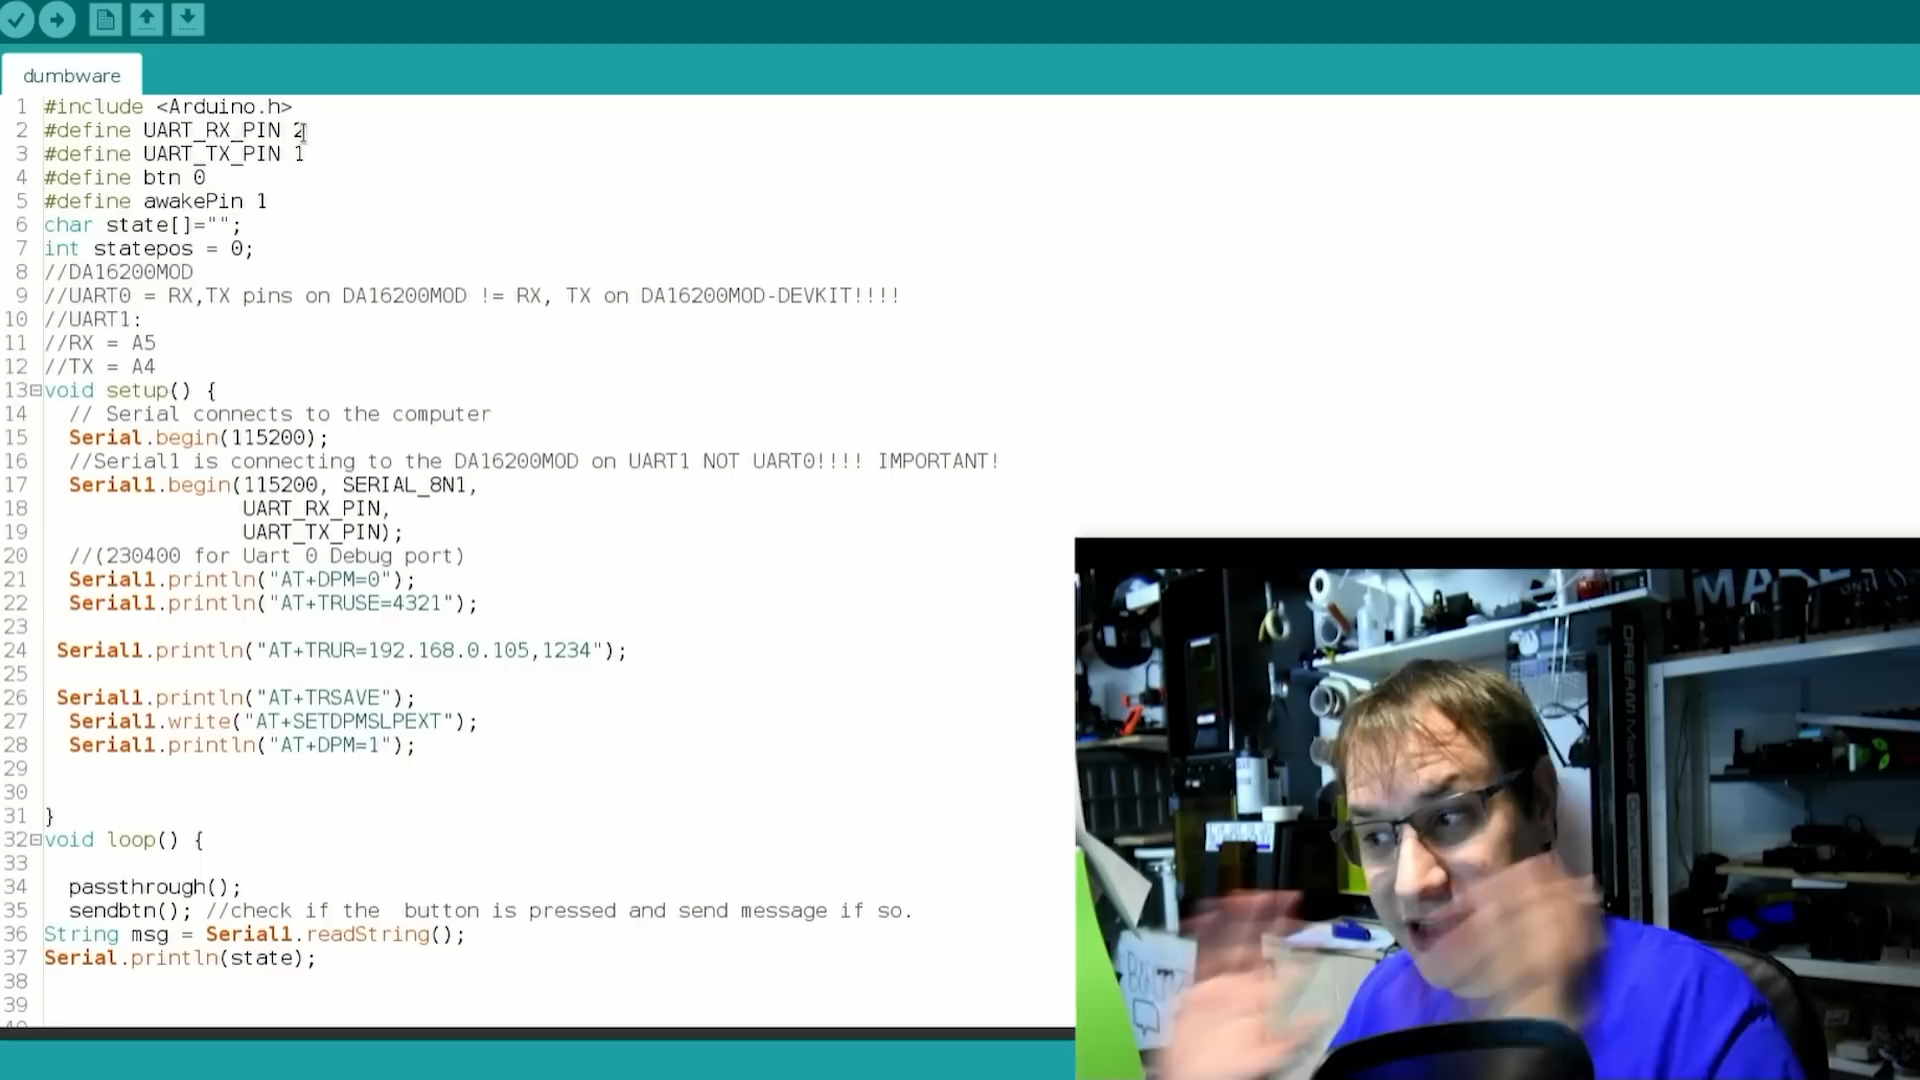 dumbware
1 #include <Arduino.h>
2 #define UART_RX_PIN 2
3 #define UART_TX_PIN 1
4 #define btn 0
5 #define awakePin 1
6 char state[]="";
7 int statepos = 0;
8 //DA16200MOD
9 //UART0 = RX,TX pins on DA16200MOD != RX, TX on DA16200MOD-DEVKIT!!!!
10 //UART1:
11 //RX = A5
12 //TX = A4
13 void setup() {
14 // Serial connects to the computer
15 Serial.begin(115200);
16 //Serial1 is connecting to the DA16200MOD on UART1 NOT UART0!!!! IMPORTANT!
17 Serial1.begin(115200, SERIAL_8N1,
18 UART_RX_PIN,
19 UART_TX_PIN);
20 //(230400 for Uart 0 Debug port)
21 Serial1.println("AT+DPM=0");
22 Serial1.println("AT+TRUSE=4321");
23
24 Serial1.println("AT+TRUR=192.168.0.105,1234");
25
26 Serial1.println("AT+TRSAVE");
27 Serial1.write("AT+SETDPMSLPEXT");
28 Serial1.println("AT+DPM=1");
29
30
31 }
32 void loop() {
33
34 passthrough();
35 sendbtn(); //check if the  button is pressed and send message if so.
36 String msg = Serial1.readString();
37 Serial.println(state);
38
39
40
MAKE